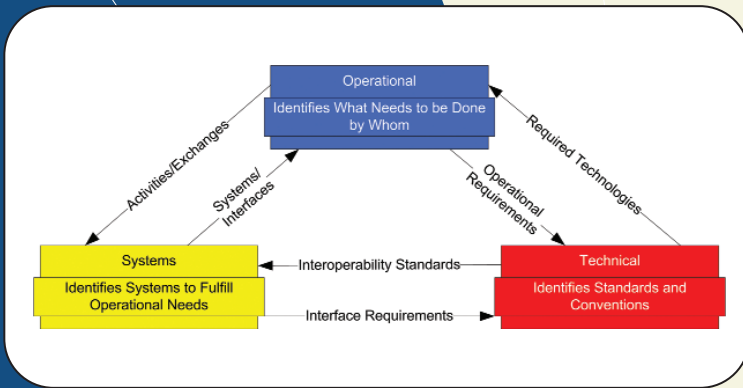 Operational
Identifies What Needs to be Done
by Whom
Activities/Exchanges
Systems/
Interfaces
Operational
Requirements
Required Technologies
Systems
Identifies Systems to Fulfill
Operational Needs
Interoperability Standards
Interface Requirements
Technical
Identifies Standards and
Conventions